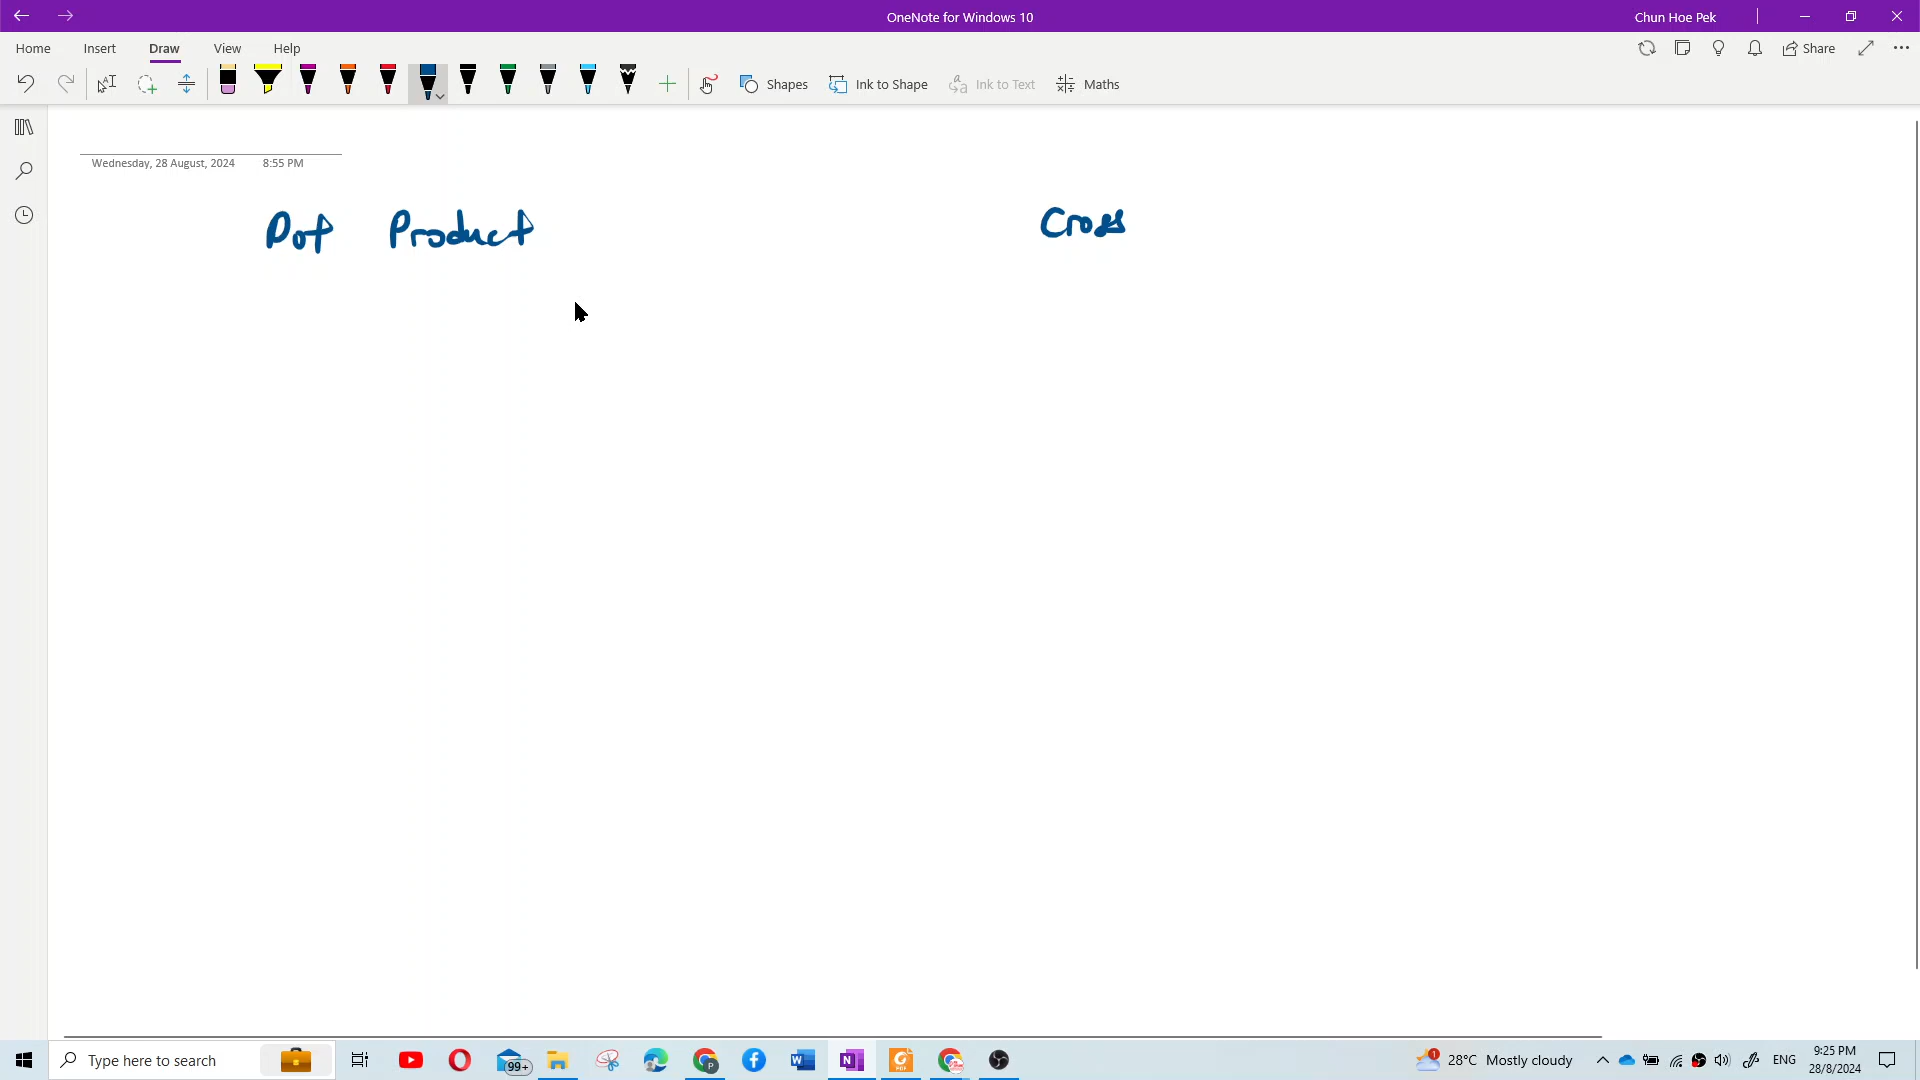 OneNote for Windows 10
Chun Hoe Pek
Home Insert Draw View Help
Share
Shapes Ink to Shape Ink to Text Maths
Wednesday, 28 August, 2024 8:55 PM
Dot Product Cross
Type here to search
99+
28°C Mostly cloudy
ENG
9:25 PM
28/8/2024